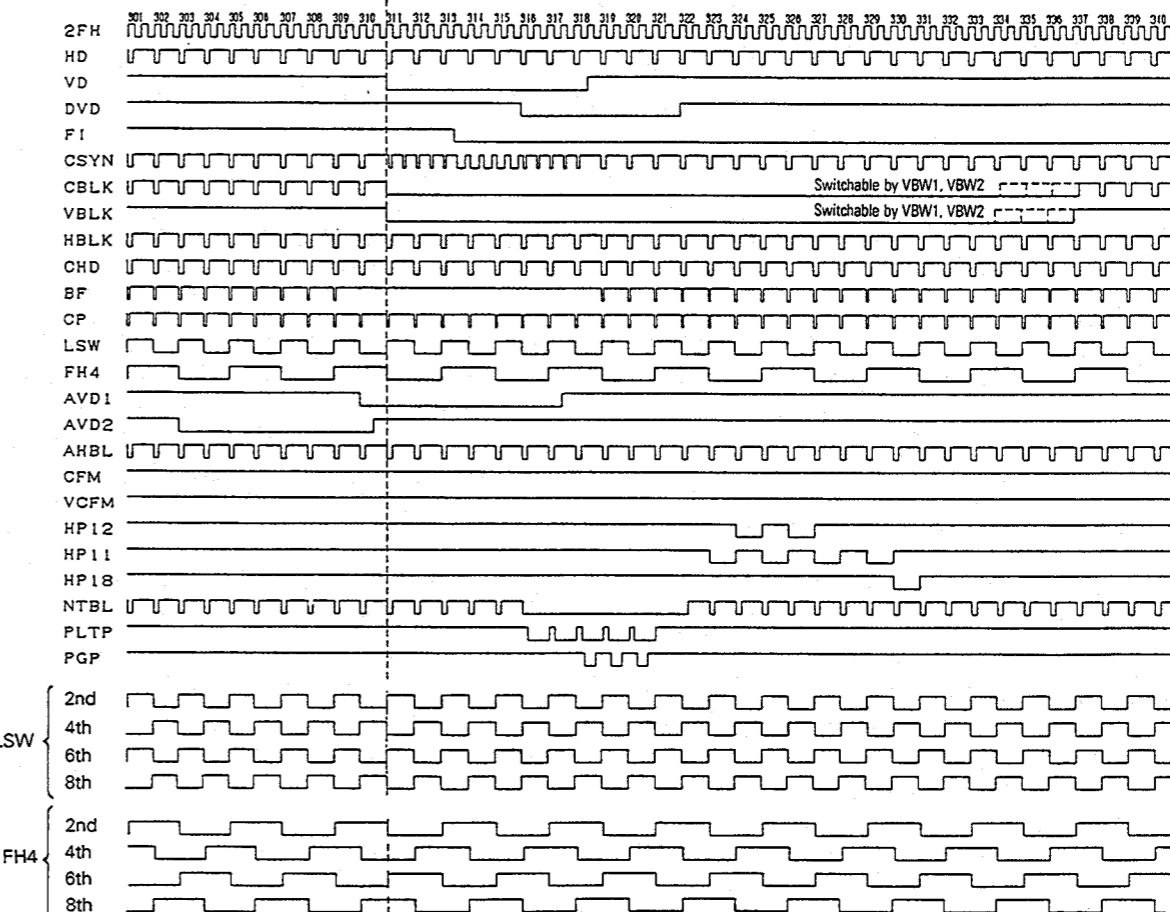 301 302 303 304 305 306 307 308 309 310 311 312 313 314 315 316 317 318 319 320 321 322 323 324 325 326 327 328 329 330 331 332 333 334 335 336 337 338 339 340
2FH
HD
VD
DVD
FI
CSYN
CBLK Switchable by VBW1, VBW2
VBLK Switchable by VBW1, VBW2
HBLK
CHD
BF
CP
LSW
FH4
AVD1
AVD2
AHBL
CFM
VCFM
HP12
HP11
HP18
NTBL
PLTP
PGP
2nd
4th
LSW
6th
8th
2nd
FH4
4th
6th
8th